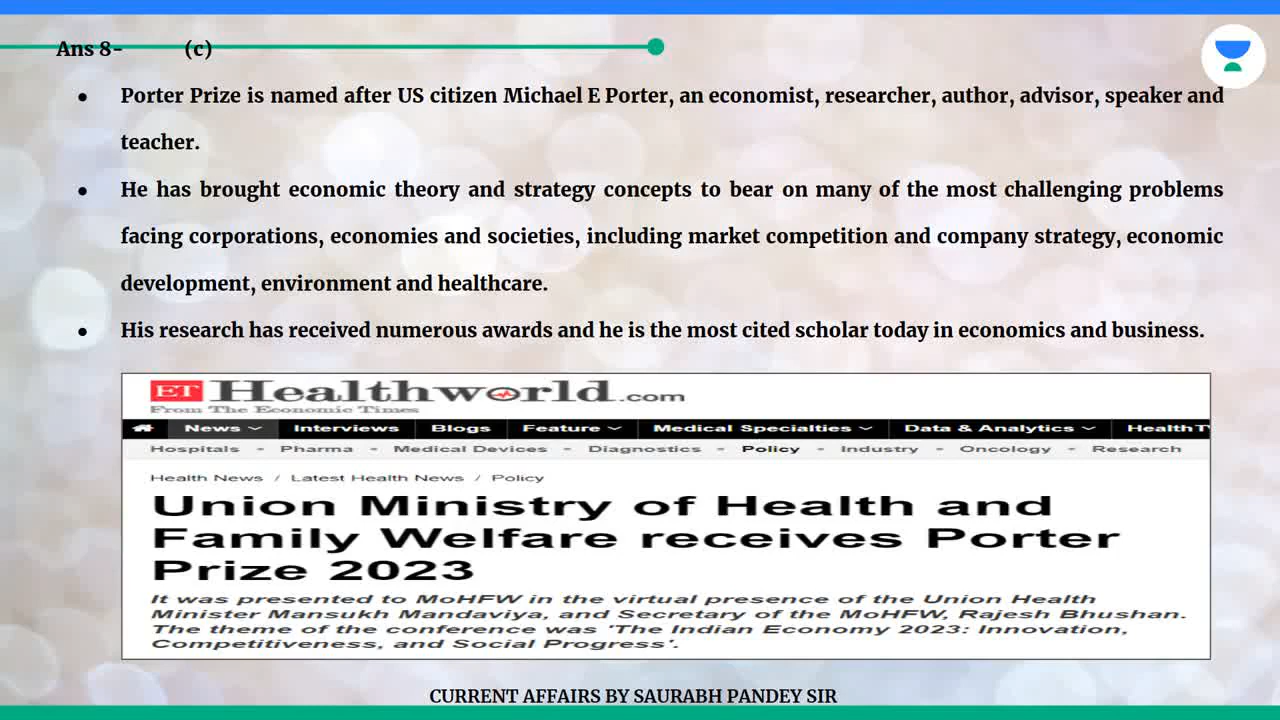 Ans 8- (c)
● Porter Prize is named after US citizen Michael E Porter, an economist, researcher, author, advisor, speaker and
teacher.
● He has brought economic theory and strategy concepts to bear on many of the most challenging problems
facing corporations, economies and societies, including market competition and company strategy, economic
development, environment and healthcare.
● His research has received numerous awards and he is the most cited scholar today in economics and business.
ET Healthworld.com
From The Economic Times
News Interviews Blogs Feature Medical Specialties Data & Analytics HealthT
Hospitals • Pharma • Medical Devices • Diagnostics • Policy • Industry • Oncology • Research
Health News / Latest Health News / Policy
Union Ministry of Health and
Family Welfare receives Porter
Prize 2023
It was presented to MoHFW in the virtual presence of the Union Health
Minister Mansukh Mandaviya, and Secretary of the MoHFW, Rajesh Bhushan.
The theme of the conference was 'The Indian Economy 2023: Innovation,
Competitiveness, and Social Progress'.
CURRENT AFFAIRS BY SAURABH PANDEY SIR